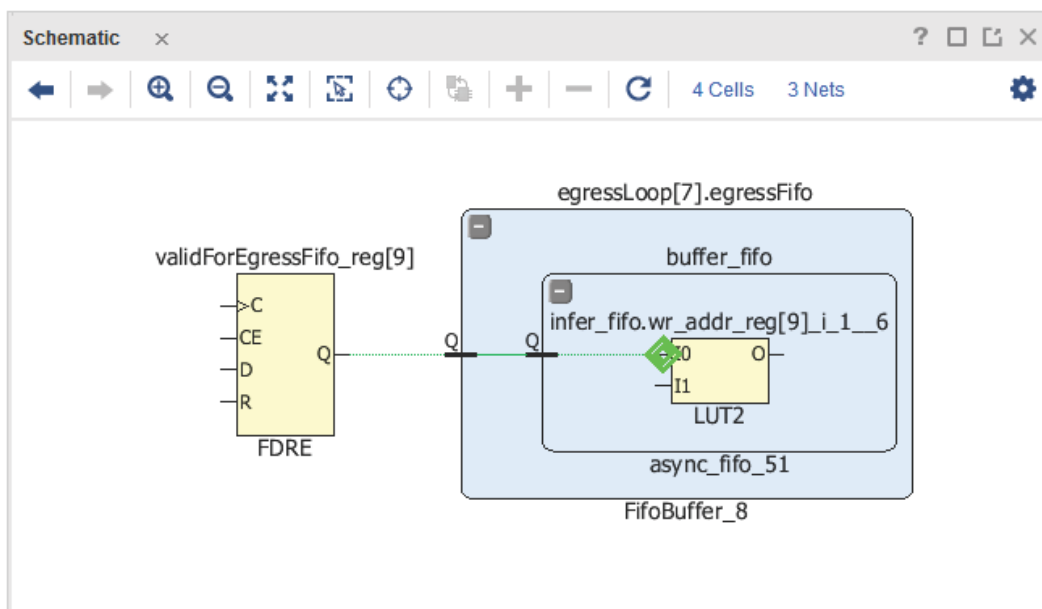 Schematic ×
? 
4 Cells 3 Nets
egressLoop[7].egressFifo
validForEgressFifo_reg[9]
buffer_fifo
infer_fifo.wr_addr_reg[9]_i_1__6
C
CE
D
R
Q
Q
Q
I0
O
I1
LUT2
FDRE
async_fifo_51
FifoBuffer_8